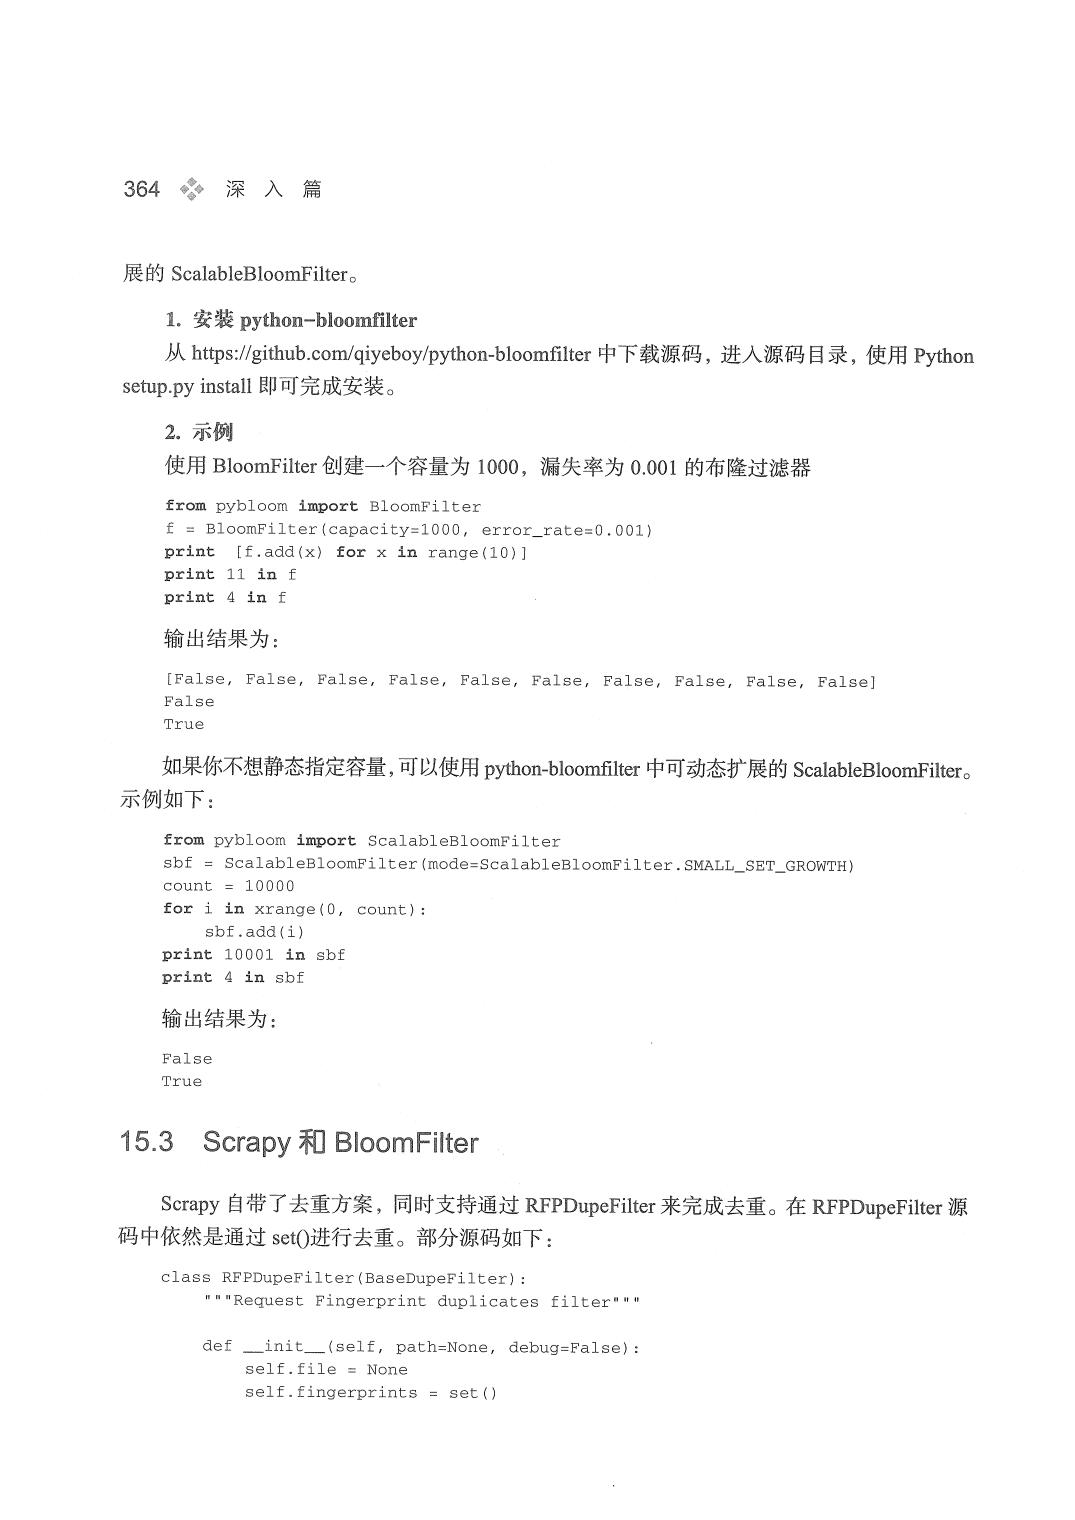 364 深 入 篇
展的 ScalableBloomFilter。
1. 安装 python-bloomfilter
从 https://github.com/qiyeboy/python-bloomfilter 中下载源码，进入源码目录，使用 Python
setup.py install 即可完成安装。
2. 示例
使用 BloomFilter 创建一个容量为 1000，漏失率为 0.001 的布隆过滤器
from pybloom import BloomFilter
f = BloomFilter(capacity=1000, error_rate=0.001)
print  [f.add(x) for x in range(10)]
print 11 in f
print 4 in f
输出结果为：
[False, False, False, False, False, False, False, False, False, False]
False
True
如果你不想静态指定容量，可以使用 python-bloomfilter 中可动态扩展的 ScalableBloomFilter。
示例如下：
from pybloom import ScalableBloomFilter
sbf = ScalableBloomFilter(mode=ScalableBloomFilter.SMALL_SET_GROWTH)
count = 10000
for i in xrange(0, count):
    sbf.add(i)
print 10001 in sbf
print 4 in sbf
输出结果为：
False
True
15.3 Scrapy 和 BloomFilter
Scrapy 自带了去重方案，同时支持通过 RFPDupeFilter 来完成去重。在 RFPDupeFilter 源
码中依然是通过 set()进行去重。部分源码如下：
class RFPDupeFilter(BaseDupeFilter):
    """Request Fingerprint duplicates filter"""
    def __init__(self, path=None, debug=False):
        self.file = None
        self.fingerprints = set()